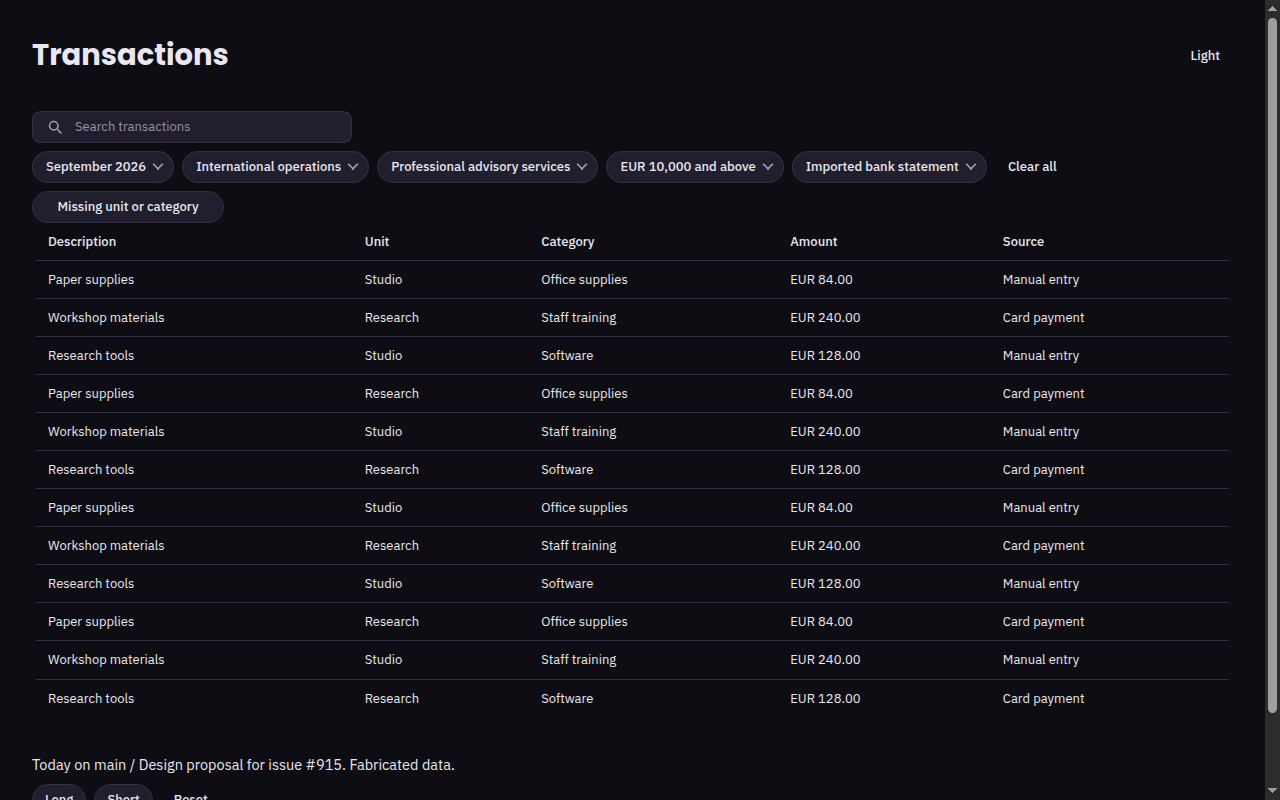 Transactions
Light
Search transactions
September 2026 International operations Professional advisory services EUR 10,000 and above Imported bank statement Clear all
Missing unit or category
Description Unit Category Amount Source
Paper supplies Studio Office supplies EUR 84.00 Manual entry
Workshop materials Research Staff training EUR 240.00 Card payment
Research tools Studio Software EUR 128.00 Manual entry
Paper supplies Research Office supplies EUR 84.00 Card payment
Workshop materials Studio Staff training EUR 240.00 Manual entry
Research tools Research Software EUR 128.00 Card payment
Paper supplies Studio Office supplies EUR 84.00 Manual entry
Workshop materials Research Staff training EUR 240.00 Card payment
Research tools Studio Software EUR 128.00 Manual entry
Paper supplies Research Office supplies EUR 84.00 Card payment
Workshop materials Studio Staff training EUR 240.00 Manual entry
Research tools Research Software EUR 128.00 Card payment
Today on main / Design proposal for issue #915. Fabricated data.
Long Short Reset